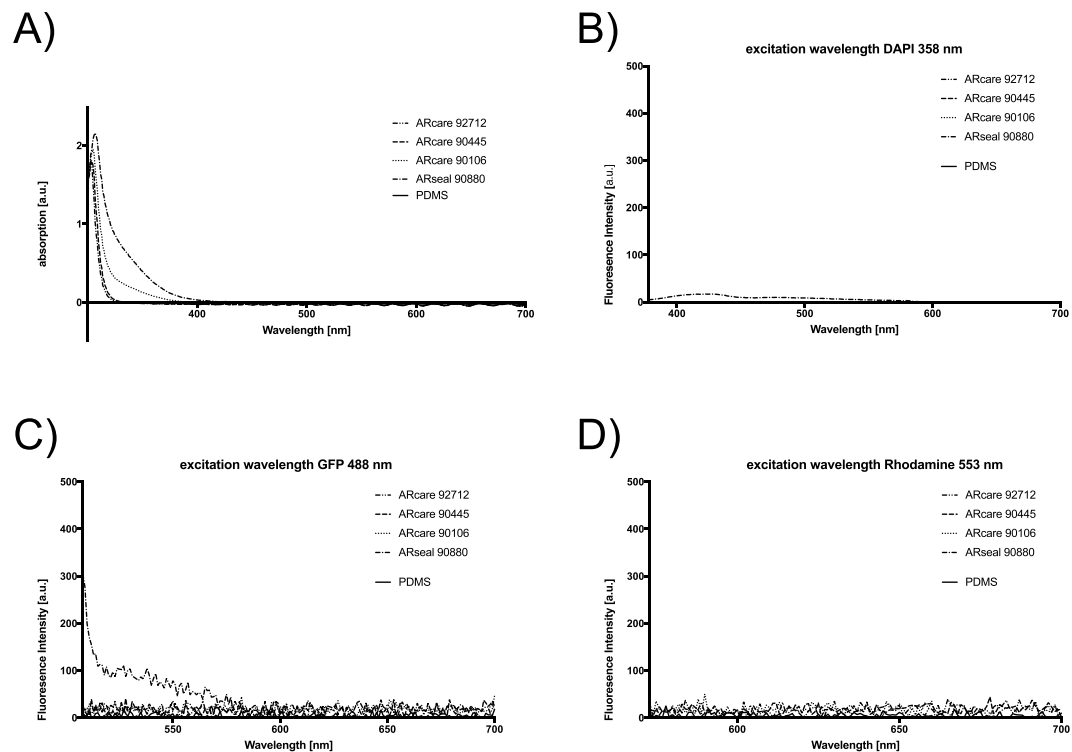 A)
absorption [a.u.]
2
1
0
400
500
600
700
Wavelength [nm]
ARcare 92712
ARcare 90445
ARcare 90106
ARseal 90880
PDMS
B)
excitation wavelength DAPI 358 nm
Fluoresence Intensity [a.u.]
500
400
300
200
100
0
400
500
600
700
Wavelength [nm]
ARcare 92712
ARcare 90445
ARcare 90106
ARseal 90880
PDMS
C)
excitation wavelength GFP 488 nm
Fluoresence Intensity [a.u.]
500
400
300
200
100
0
550
600
650
700
Wavelength [nm]
ARcare 92712
ARcare 90445
ARcare 90106
ARseal 90880
PDMS
D)
excitation wavelength Rhodamine 553 nm
Fluoresence Intensity [a.u.]
500
400
300
200
100
0
600
650
700
Wavelength [nm]
ARcare 92712
ARcare 90445
ARcare 90106
ARseal 90880
PDMS